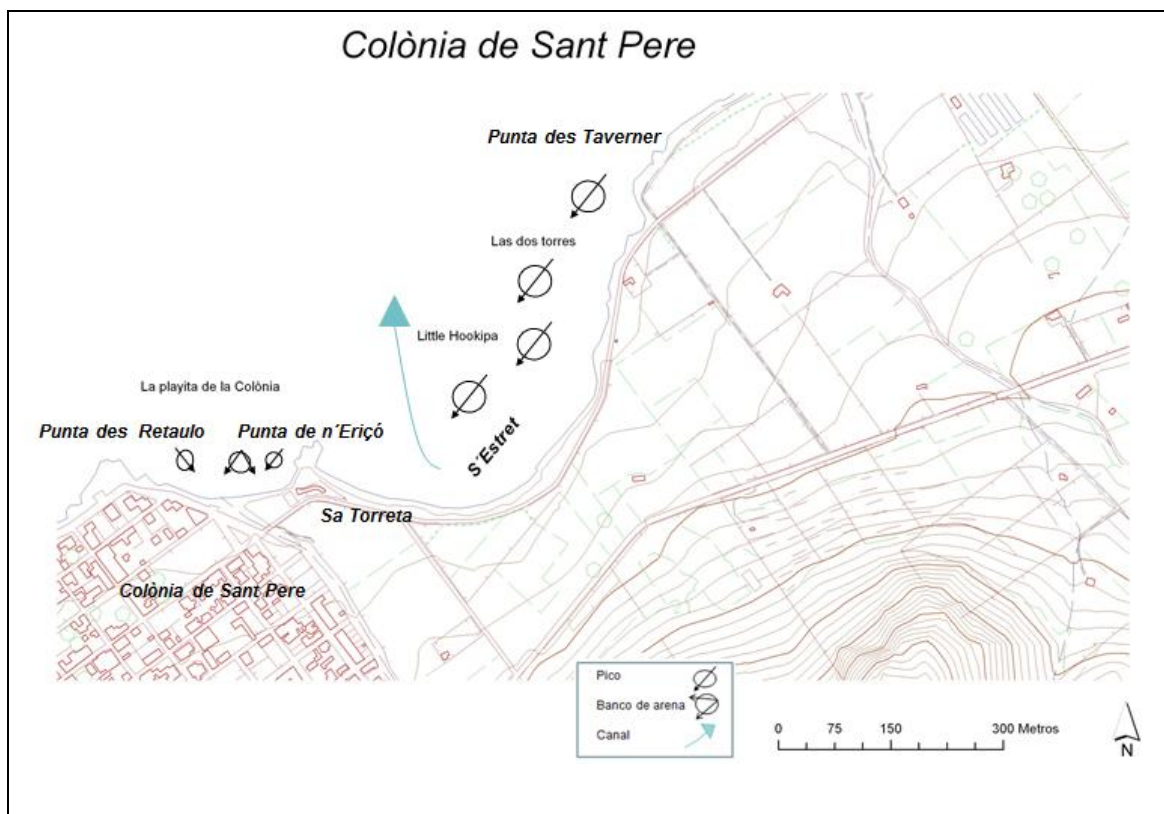 Colònia de Sant Pere
Punta des Taverner
Las dos torres
Little Hookipa
La playita de la Colònia
Punta des Retaulo
Punta de n´Eriçó
S´Estret
Sa Torreta
Colònia de Sant Pere
Pico
Banco de arena
Canal
0 75 150 300 Metros
N